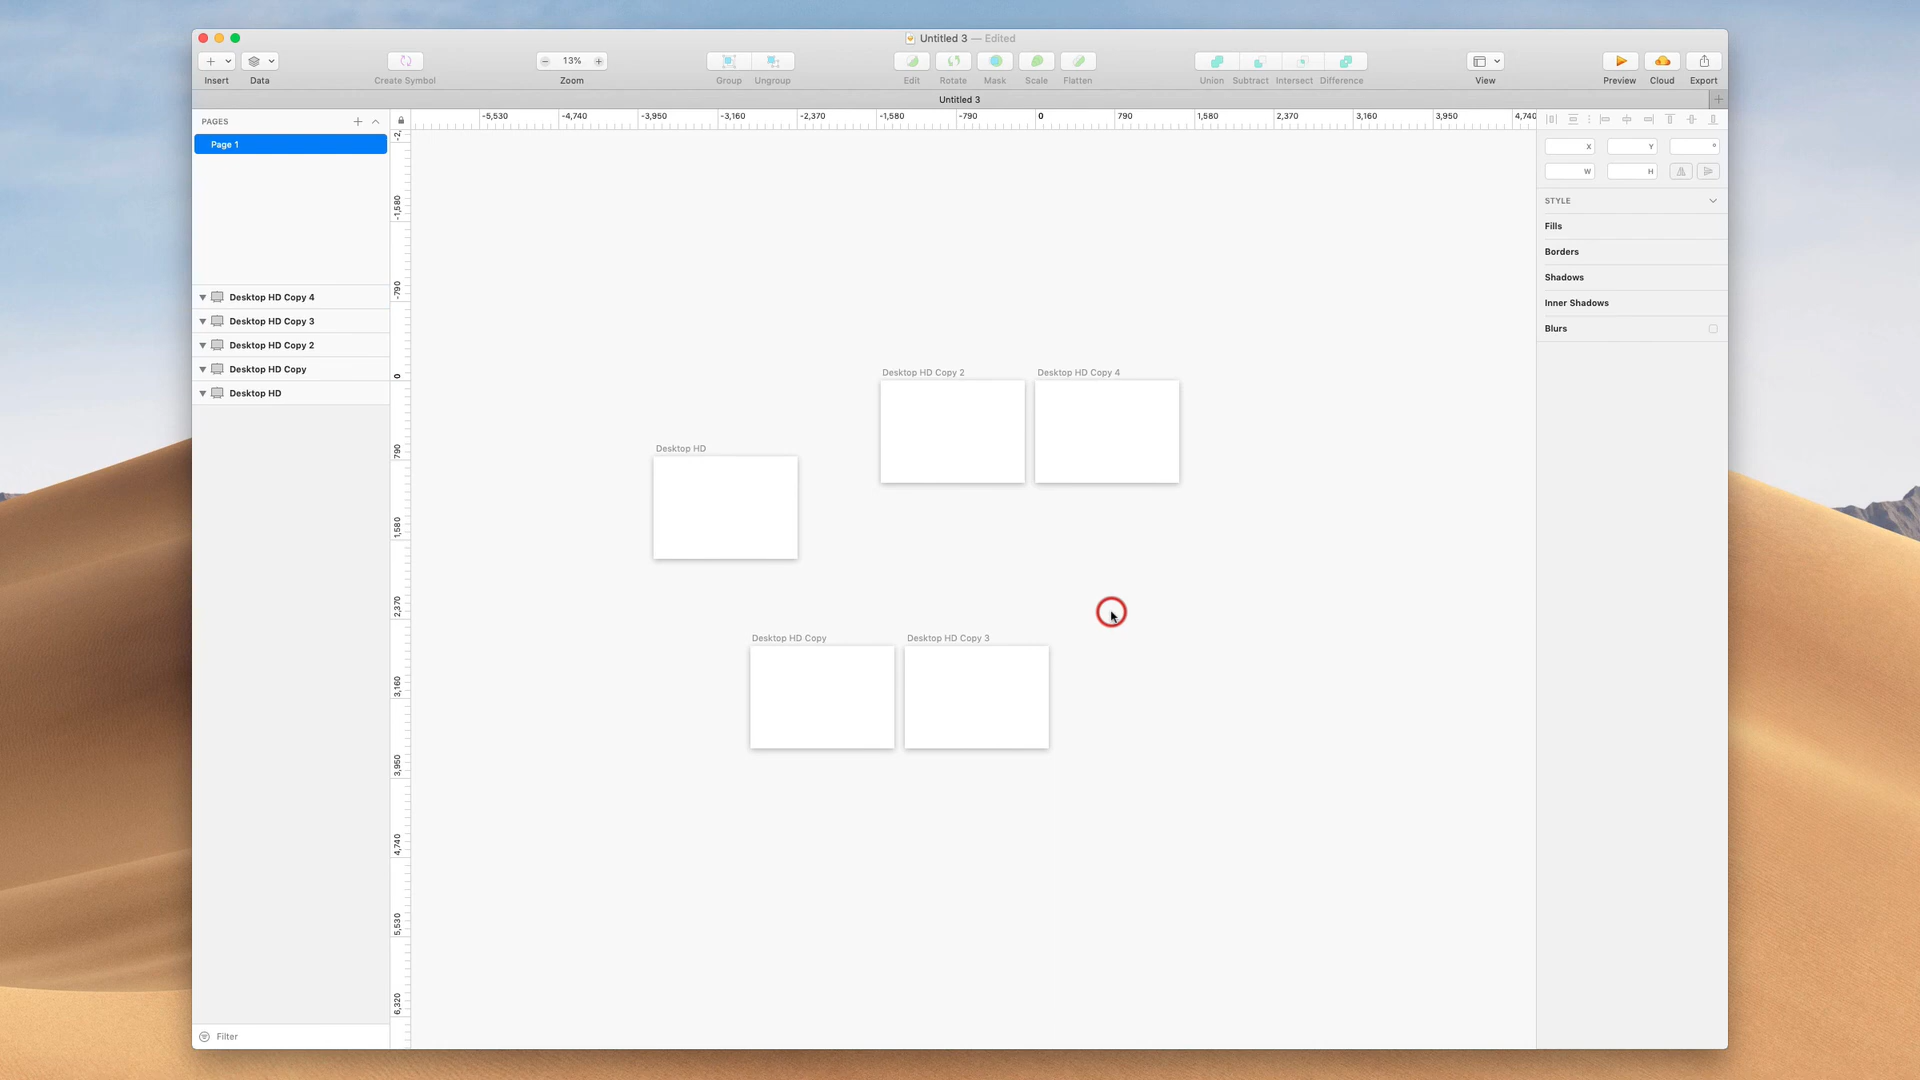 Untitled 3 — Edited
13%
Insert
Data
Create Symbol
Zoom
Group
Ungroup
Edit
Rotate
Mask
Scale
Flatten
Union
Subtract
Intersect
Difference
View
Preview
Cloud
Export
Untitled 3
PAGES
Page 1
Desktop HD Copy 4
Desktop HD Copy 3
Desktop HD Copy 2
Desktop HD Copy
Desktop HD
Filter
-5,530
-4,740
-3,950
-3,160
-2,370
-1,580
-790
0
790
1,580
2,370
3,160
3,950
4,740
-2,
-1,580
-790
0
790
1,580
2,370
3,160
3,950
4,740
5,530
6,320
Desktop HD Copy 2
Desktop HD Copy 4
Desktop HD
Desktop HD Copy
Desktop HD Copy 3
X
Y
°
W
H
STYLE
Fills
Borders
Shadows
Inner Shadows
Blurs